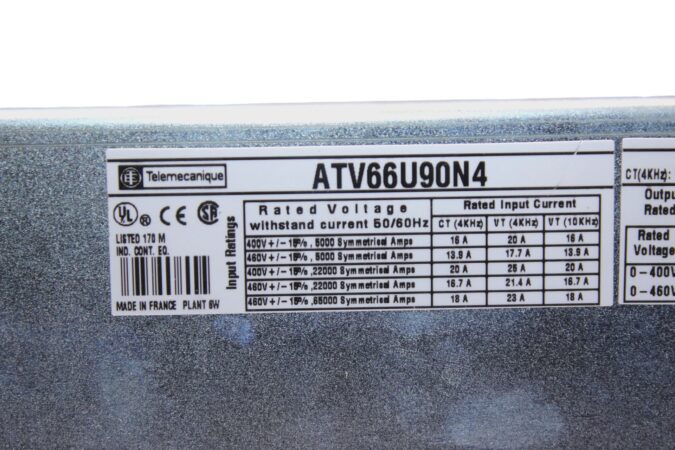 Telemecanique
ATV66U90N4
UL ® CE SA
LISTED 170 M
IND. CONT. EQ.
MADE IN FRANCE PLANT 6W
Input Ratings
Rated Voltage
withstand current 50/60Hz
Rated Input Current
CT (4KHz) VT (4KHz) VT (10KHz)
400V+/-15%, 5000 Symmetrical Amps 16 A 20 A 16 A
460V+/-15%, 5000 Symmetrical Amps 13.9 A 17.7 A 13.9 A
400V+/-15%, 22000 Symmetrical Amps 20 A 25 A 20 A
460V+/-15%, 22000 Symmetrical Amps 16.7 A 21.4 A 16.7 A
460V+/-15%, 65000 Symmetrical Amps 18 A 23 A 18 A
CT(4KHz):
Outpu
Rated
Rated
Voltage
0-400V
0-460V